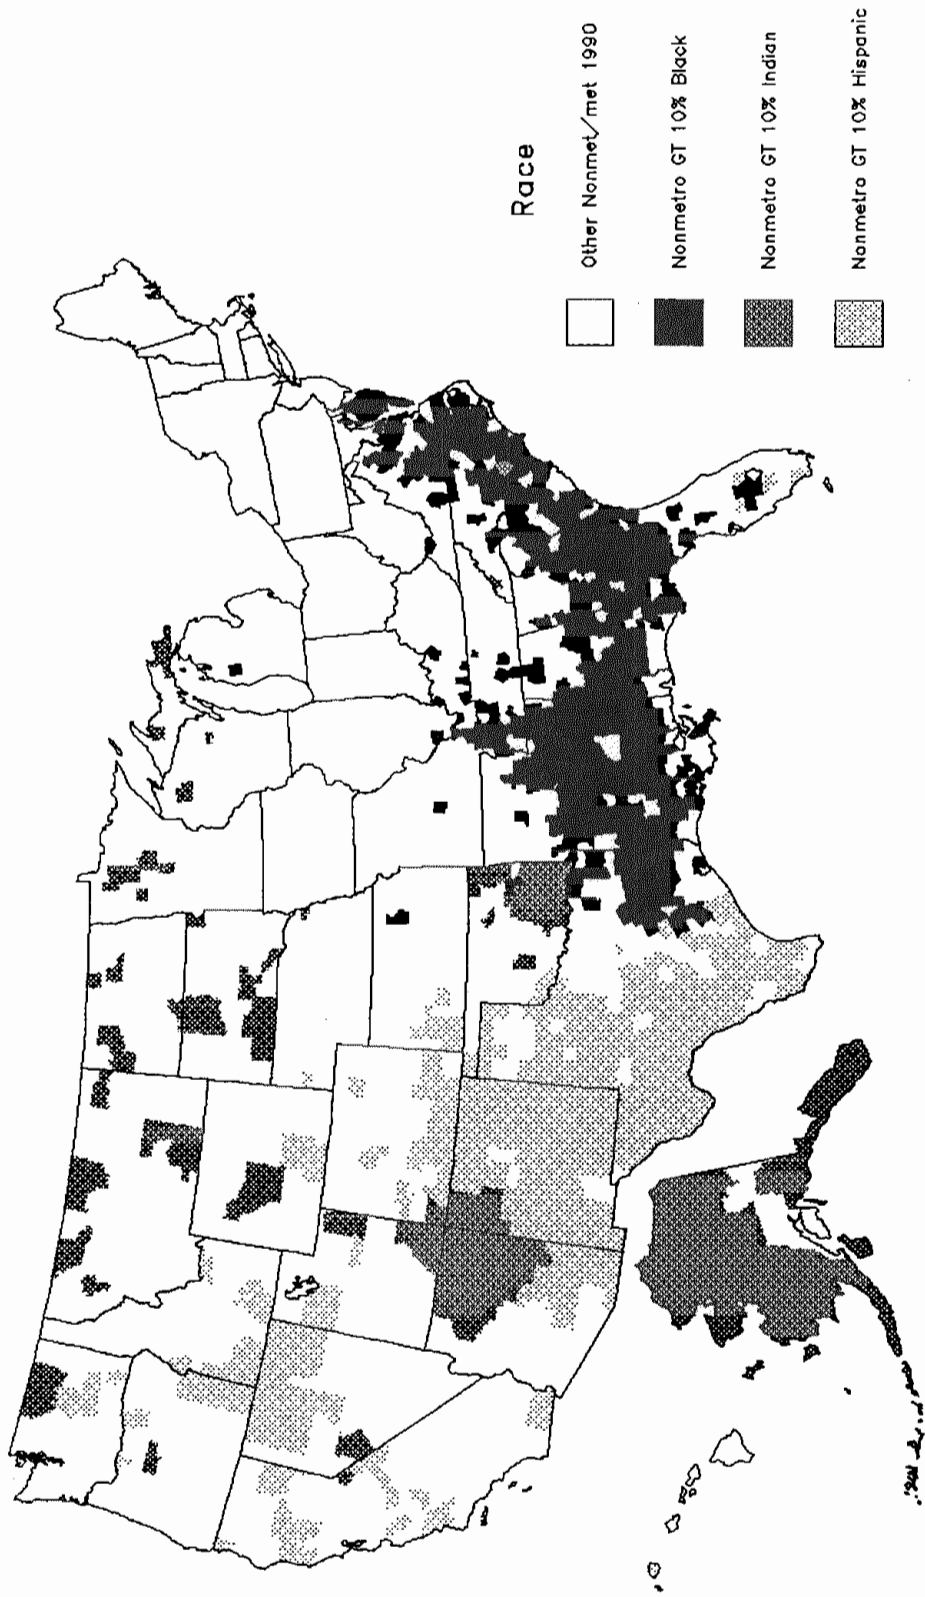 Race
Other Nonmet/met 1990
Nonmetro GT 10% Black
Nonmetro GT 10% Indian
Nonmetro GT 10% Hispanic